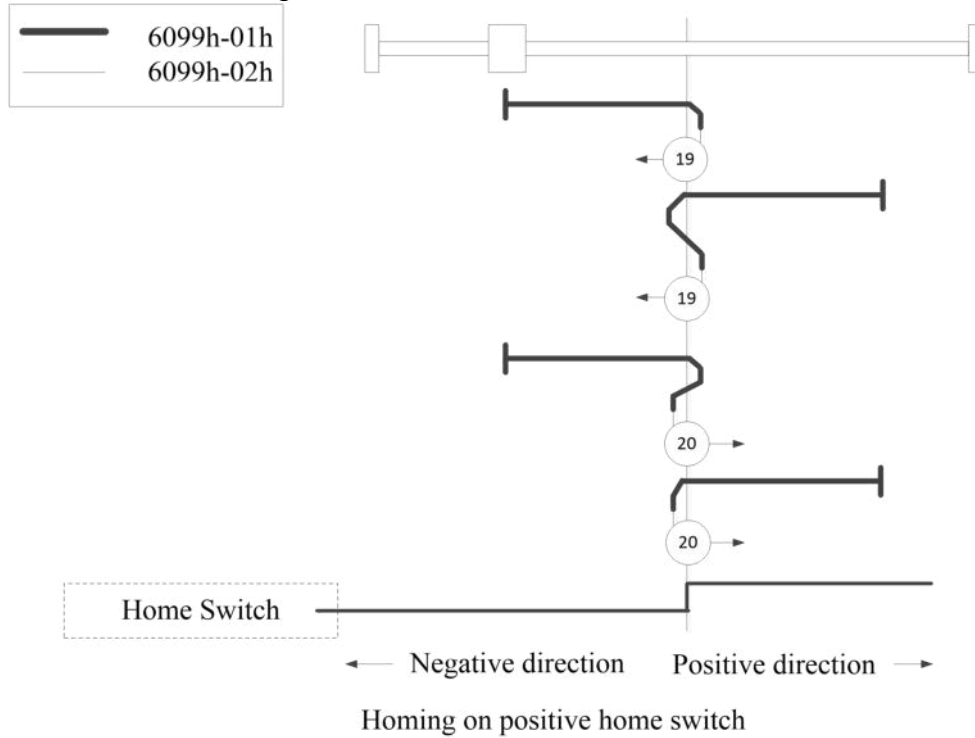 6099h-01h
6099h-02h
19
19
20
20
Home Switch
Negative direction
Positive direction
Homing on positive home switch